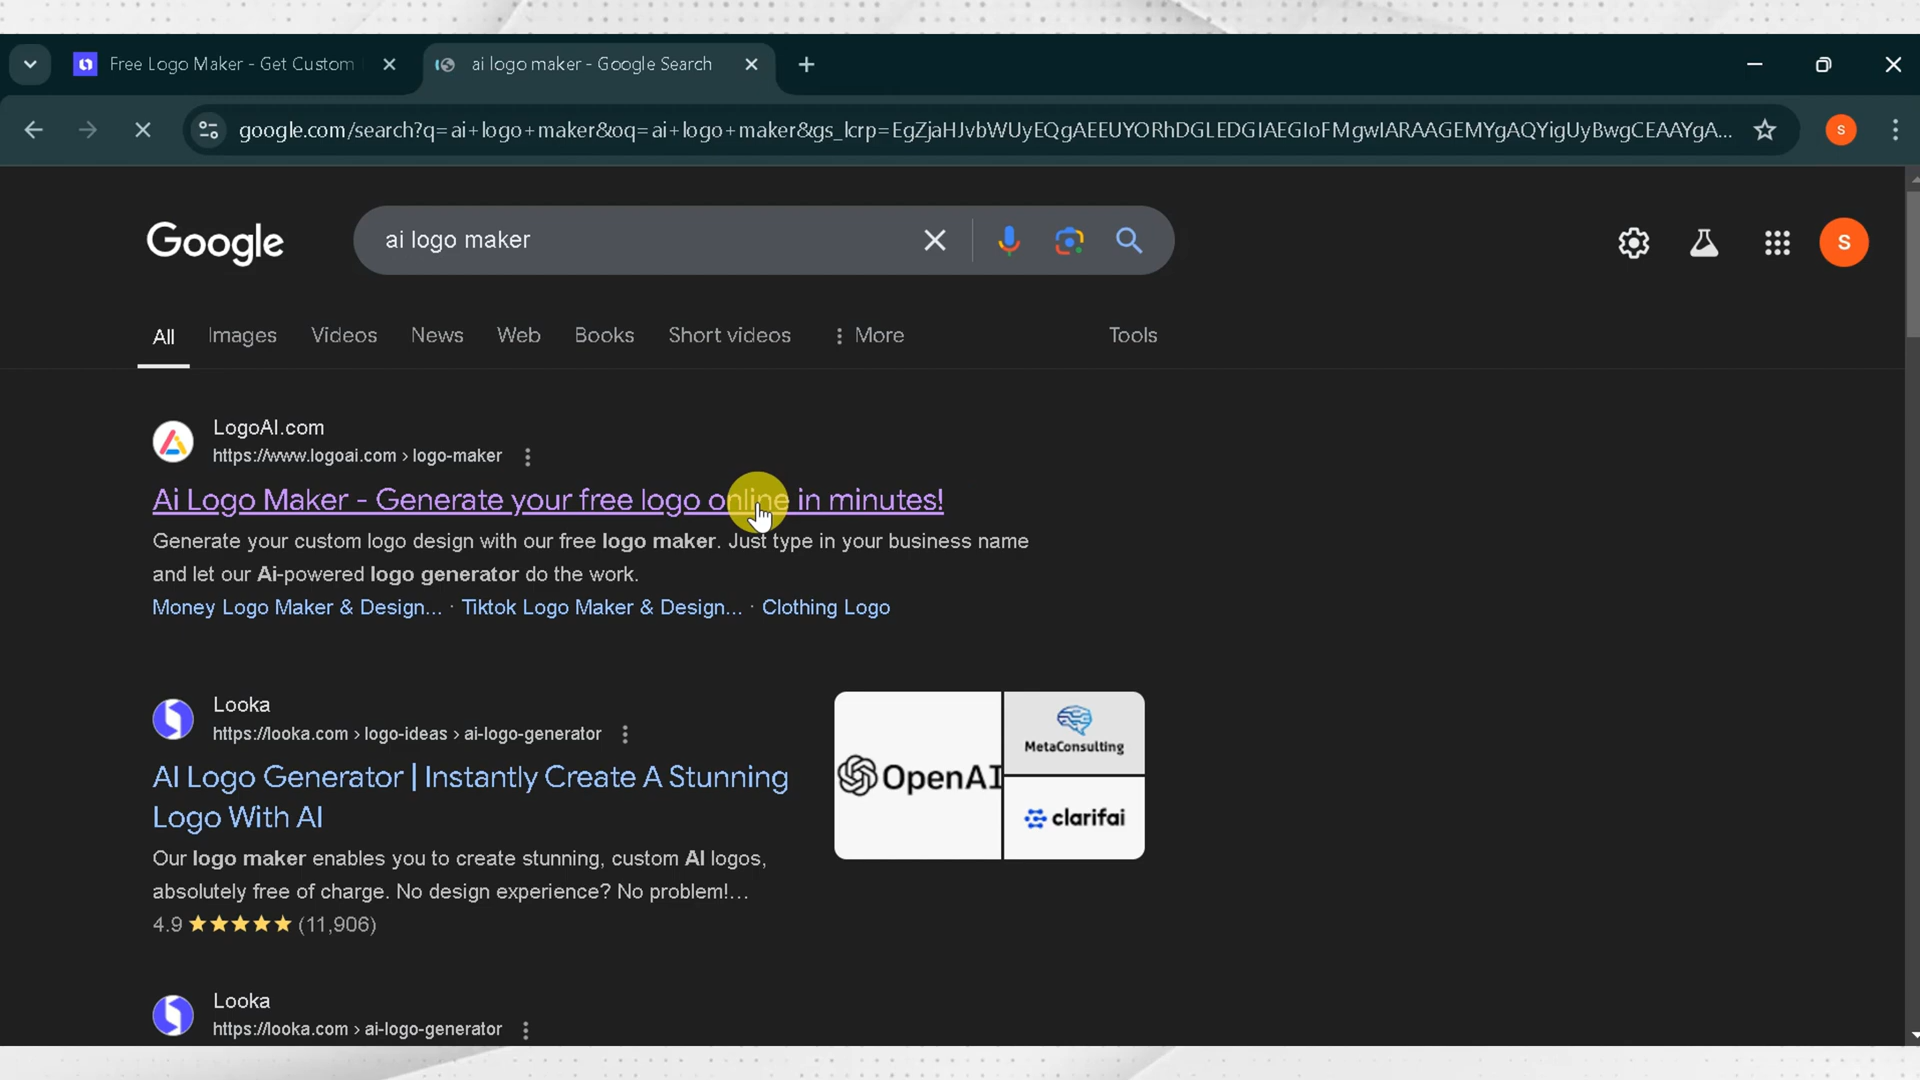 Free Logo Maker - Get Custom
ai logo maker - Google Search
google.com/search?q=ai+logo+maker&oq=ai+logo+maker&gs_lcrp=EgZjaHJvbWUyEQgAEEUYORhDGLEDGIAEGIoFMgwIARAAGEMYgAQYigUyBwgCEAAYgA...
S
Google
ai logo maker
S
All
Images
Videos
News
Web
Books
Short videos
More
Tools
LogoAI.com
https://www.logoai.com › logo-maker
Ai Logo Maker - Generate your free logo online in minutes!
Generate your custom logo design with our free logo maker. Just type in your business name
and let our Ai-powered logo generator do the work.
Money Logo Maker & Design... · Tiktok Logo Maker & Design... · Clothing Logo
Looka
https://looka.com › logo-ideas › ai-logo-generator
AI Logo Generator | Instantly Create A Stunning
Logo With AI
Our logo maker enables you to create stunning, custom AI logos,
absolutely free of charge. No design experience? No problem!...
4.9 (11,906)
OpenAI
MetaConsulting
clarifai
Looka
https://looka.com › ai-logo-generator